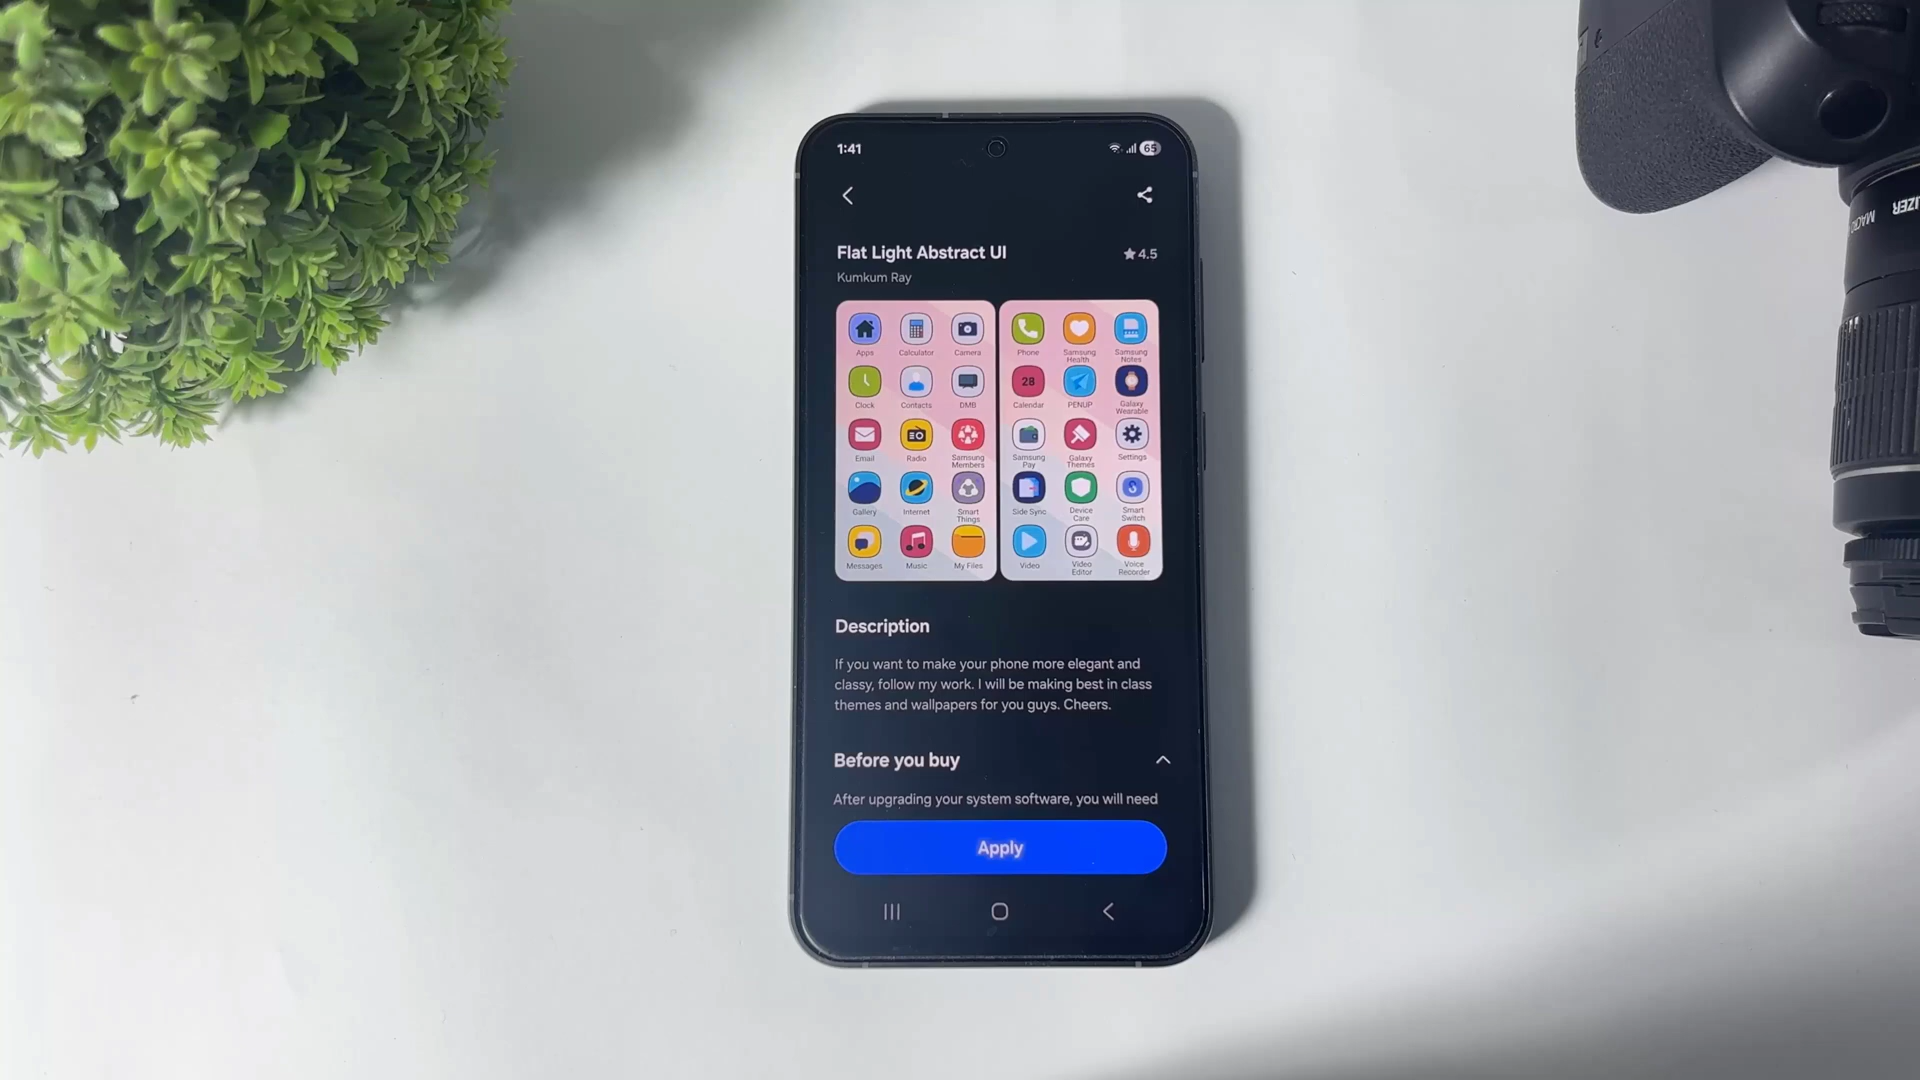 1:41
65
Flat Light Abstract UI
4.5
Kumkum Ray
Apps Calculator Camera
Phone Samsung Health Samsung Notes
Clock Contacts DMB
28
Calendar PENUP Galaxy Wearable
Email Radio Samsung Members
Samsung Pay Galaxy Themes Settings
Gallery Internet Smart Things
Side Sync Device Care Smart Switch
Messages Music My Files
Video Video Editor Voice Recorder
Description
If you want to make your phone more elegant and
classy, follow my work. I will be making best in class
themes and wallpapers for you guys. Cheers.
Before you buy
After upgrading your system software, you will need
Apply
MACRO